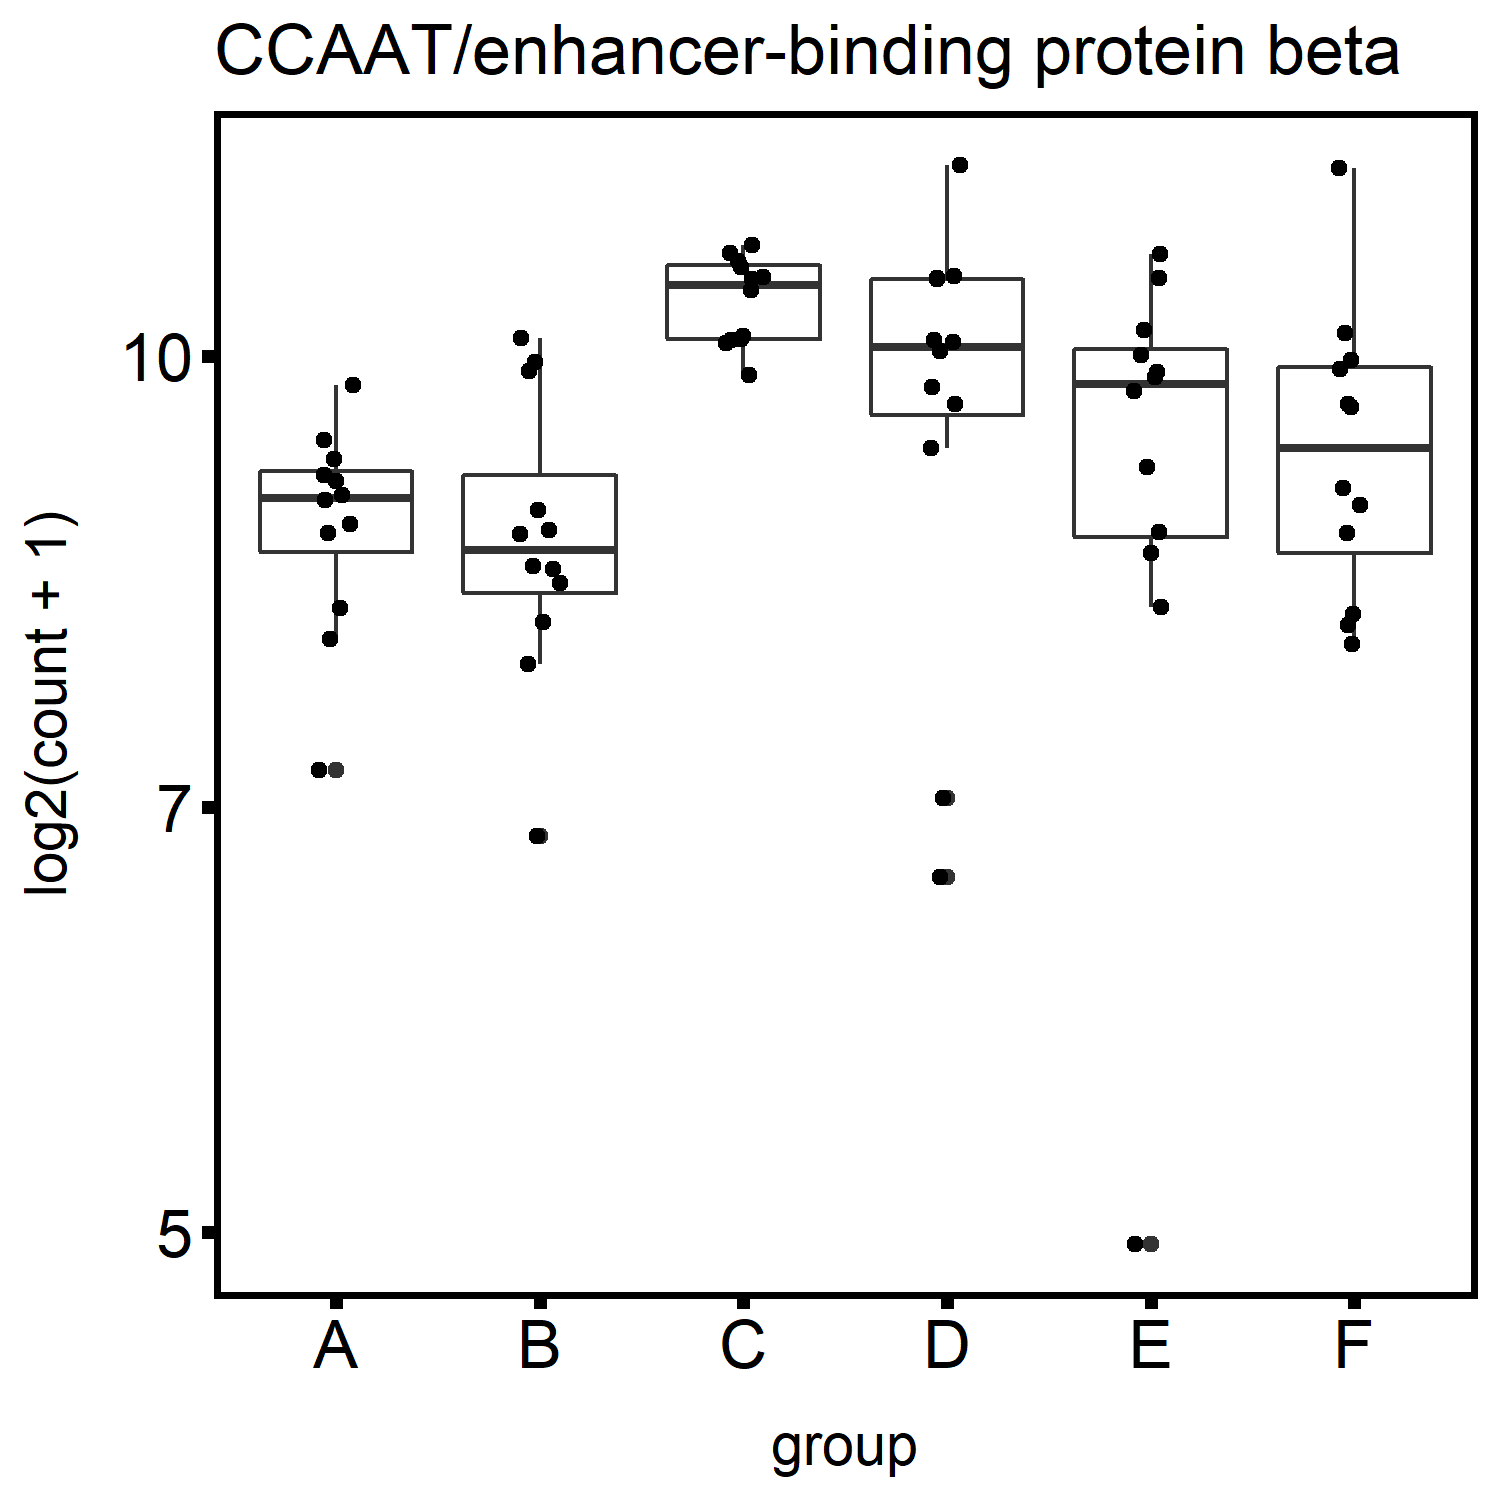 CCAAT/enhancer-binding protein beta
log2(count + 1)
10
7
5
A B C D E F
group